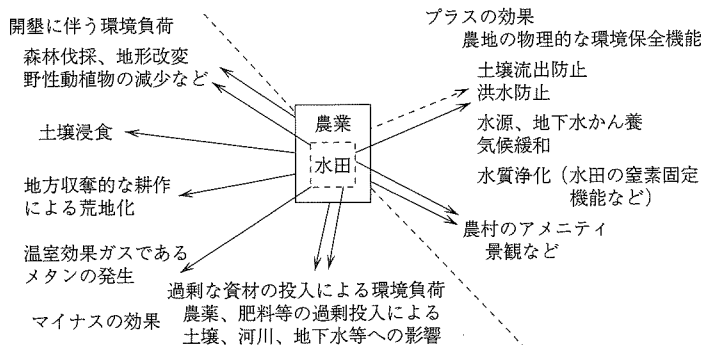 開墾に伴う環境負荷
森林伐採、地形改変
野性動植物の減少など
土壌浸食
地方収奪的な耕作
による荒地化
温室効果ガスである
メタンの発生
マイナスの効果
農業
水田
過剰な資材の投入による環境負荷
農薬、肥料等の過剰投入による
土壌、河川、地下水等への影響
プラスの効果
農地の物理的な環境保全機能
土壌流出防止
洪水防止
水源、地下水かん養
気候緩和
水質浄化（水田の窒素固定
機能など）
農村のアメニティ
景観など